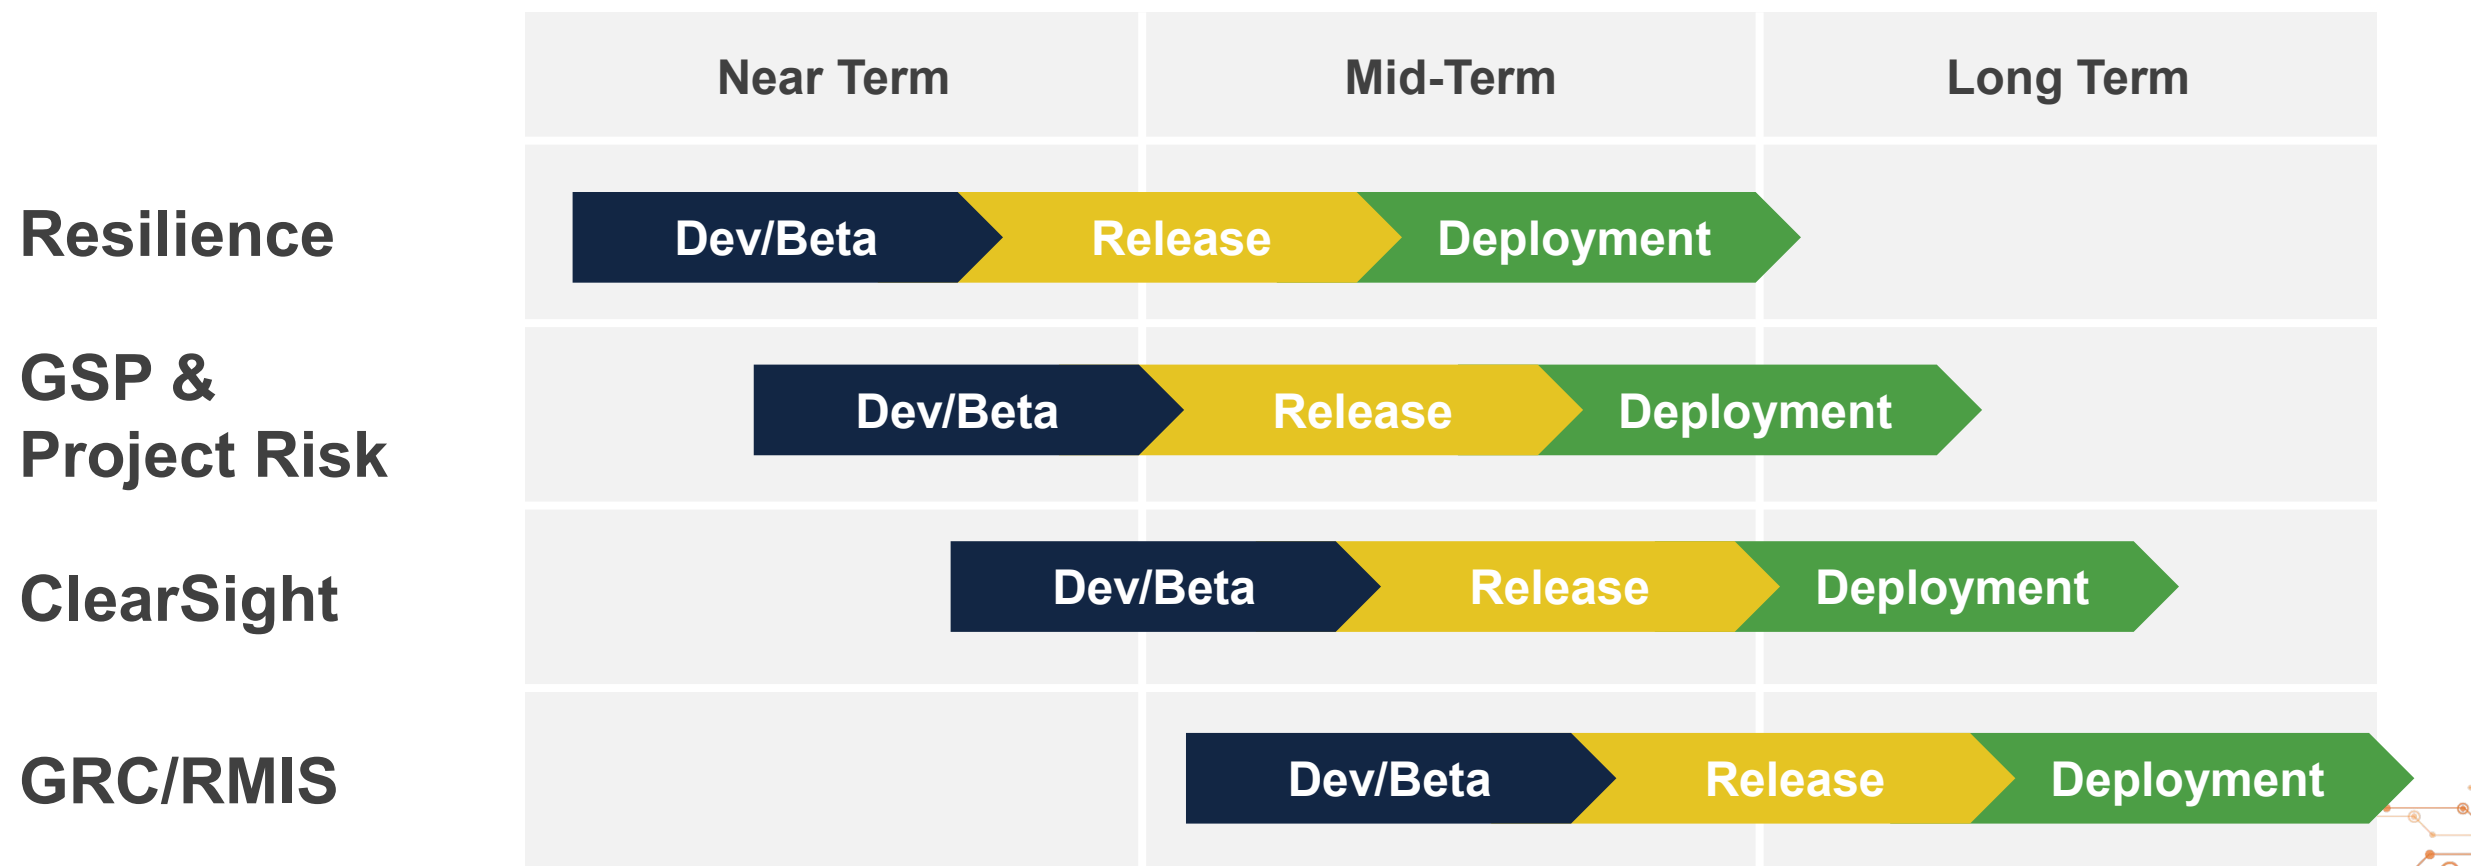 Near Term
Mid-Term
Long Term
Resilience
Dev/Beta
Release
Deployment
GSP &
Project Risk
Dev/Beta
Release
Deployment
ClearSight
Dev/Beta
Release
Deployment
GRC/RMIS
Dev/Beta
Release
Deployment